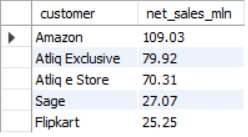 customer net_sales_mln
Amazon 109.03
Atliq Exclusive 79.92
Atliq e Store 70.31
Sage 27.07
Flipkart 25.25